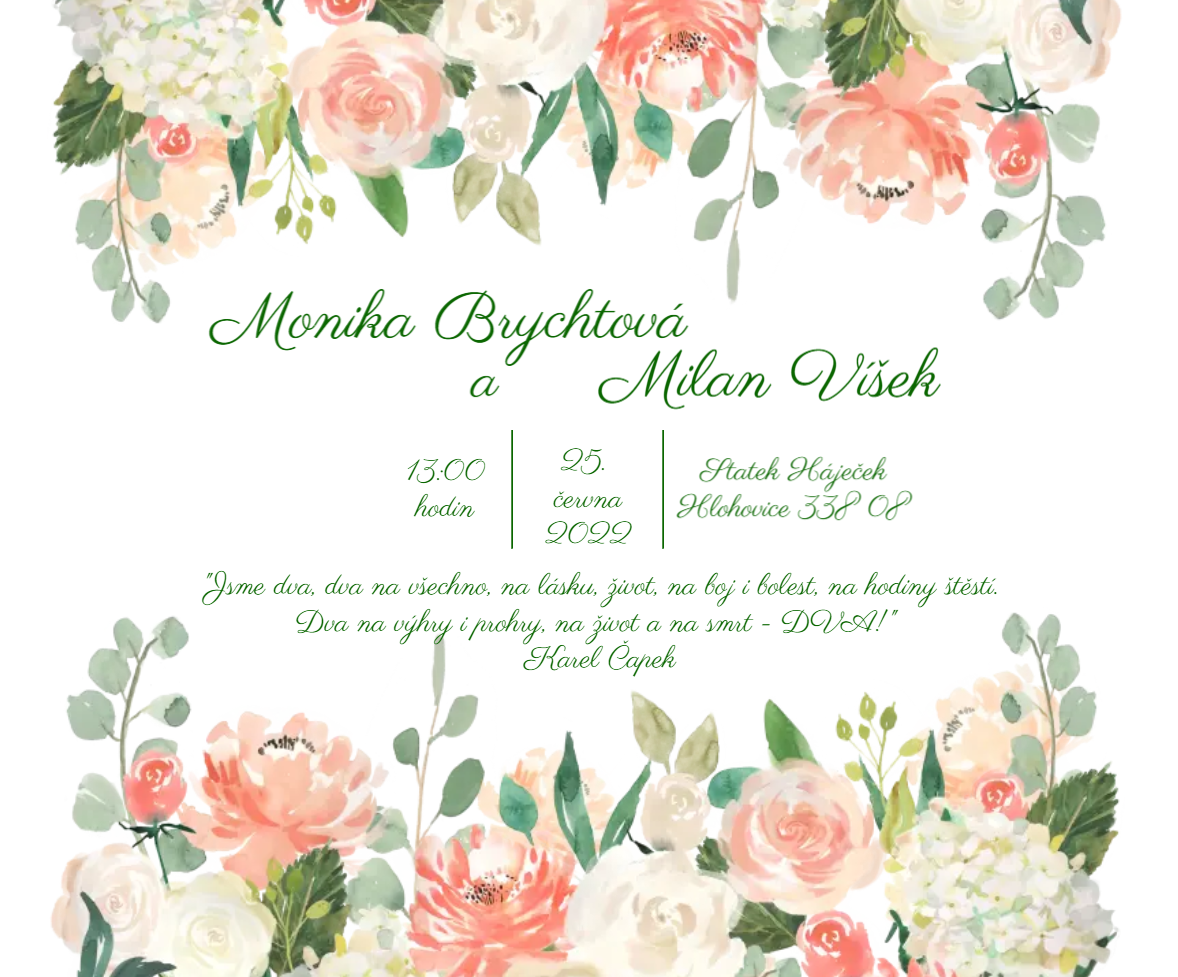 Monika Brychtová
a Milan Víšek
13:00
hodin
25.
června
2022
Statek Háječek
Hlohovice 338 08
"Jsme dva, dva na všechno, na lásku, život, na boj i bolest, na hodiny štěstí.
Dva na výhry i prohry, na život a na smrt - DVA!"
Karel Čapek